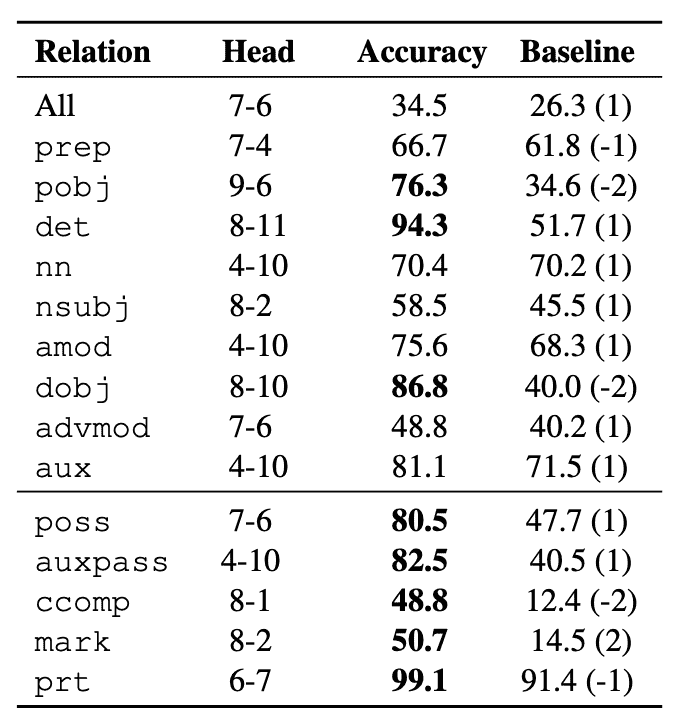 Relation Head Accuracy Baseline
All 7-6 34.5 26.3 (1)
prep 7-4 66.7 61.8 (-1)
pobj 9-6 76.3 34.6 (-2)
det 8-11 94.3 51.7 (1)
nn 4-10 70.4 70.2 (1)
nsubj 8-2 58.5 45.5 (1)
amod 4-10 75.6 68.3 (1)
dobj 8-10 86.8 40.0 (-2)
advmod 7-6 48.8 40.2 (1)
aux 4-10 81.1 71.5 (1)
poss 7-6 80.5 47.7 (1)
auxpass 4-10 82.5 40.5 (1)
ccomp 8-1 48.8 12.4 (-2)
mark 8-2 50.7 14.5 (2)
prt 6-7 99.1 91.4 (-1)